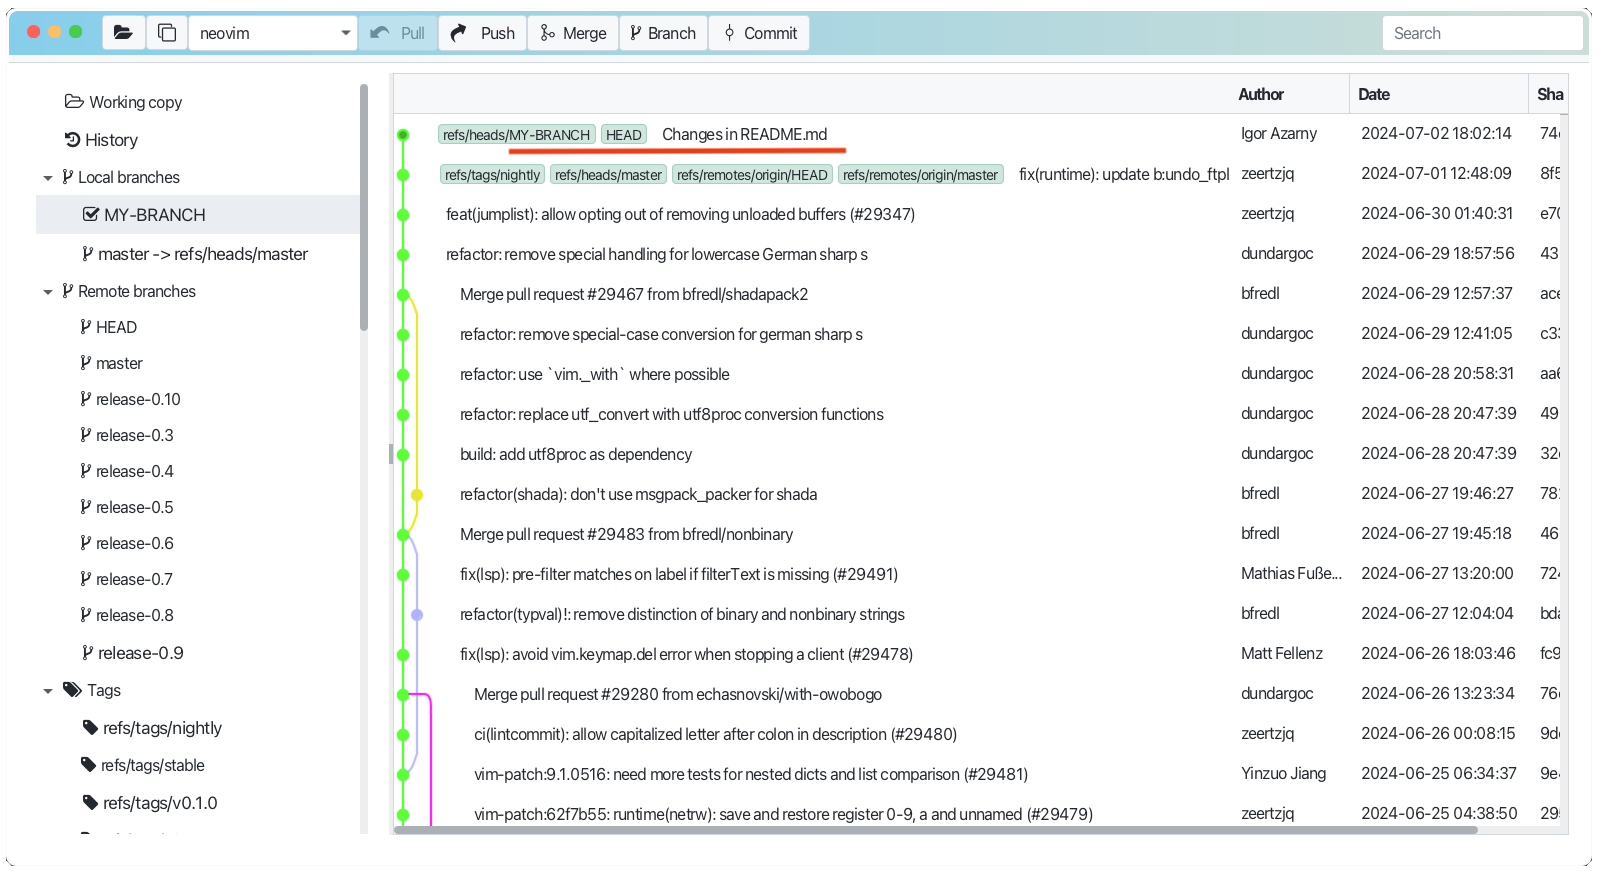 neovim Pull Push Merge Branch Commit Search
Working copy
History
Local branches
MY-BRANCH
master -> refs/heads/master
Remote branches
HEAD
master
release-0.10
release-0.3
release-0.4
release-0.5
release-0.6
release-0.7
release-0.8
release-0.9
Tags
refs/tags/nightly
refs/tags/stable
refs/tags/v0.1.0
Author Date Sha
refs/heads/MY-BRANCH HEAD Changes in README.md Igor Azarny 2024-07-02 18:02:14
refs/tags/nightly refs/heads/master refs/remotes/origin/HEAD refs/remotes/origin/master fix(runtime): update b:undo_ftpl zeertzjq 2024-07-01 12:48:09 8f5
feat(jumplist): allow opting out of removing unloaded buffers (#29347) zeertzjq 2024-06-30 01:40:31 e70
refactor: remove special handling for lowercase German sharp s dundargoc 2024-06-29 18:57:56 43
Merge pull request #29467 from bfredl/shadapack2 bfredl 2024-06-29 12:57:37 ace
refactor: remove special-case conversion for german sharp s dundargoc 2024-06-29 12:41:05 c33
refactor: use `vim._with` where possible dundargoc 2024-06-28 20:58:31 aa6
refactor: replace utf_convert with utf8proc conversion functions dundargoc 2024-06-28 20:47:39 49
build: add utf8proc as dependency dundargoc 2024-06-28 20:47:39
refactor(shada): don't use msgpack_packer for shada bfredl 2024-06-27 19:46:27 78
Merge pull request #29483 from bfredl/nonbinary bfredl 2024-06-27 19:45:18 46
fix(lsp): pre-filter matches on label if filterText is missing (#29491) Mathias Fuße... 2024-06-27 13:20:00 724
refactor(typval)!: remove distinction of binary and nonbinary strings bfredl 2024-06-27 12:04:04 bda
fix(lsp): avoid vim.keymap.del error when stopping a client (#29478) Matt Fellenz 2024-06-26 18:03:46 fc9
Merge pull request #29280 from echasnovski/with-owobogo dundargoc 2024-06-26 13:23:34
ci(lintcommit): allow capitalized letter after colon in description (#29480) zeertzjq 2024-06-26 00:08:15
vim-patch:9.1.0516: need more tests for nested dicts and list comparison (#29481) Yinzuo Jiang 2024-06-25 06:34:37
vim-patch:62f7b55: runtime(netrw): save and restore register 0-9, a and unnamed (#29479) zeertzjq 2024-06-25 04:38:50